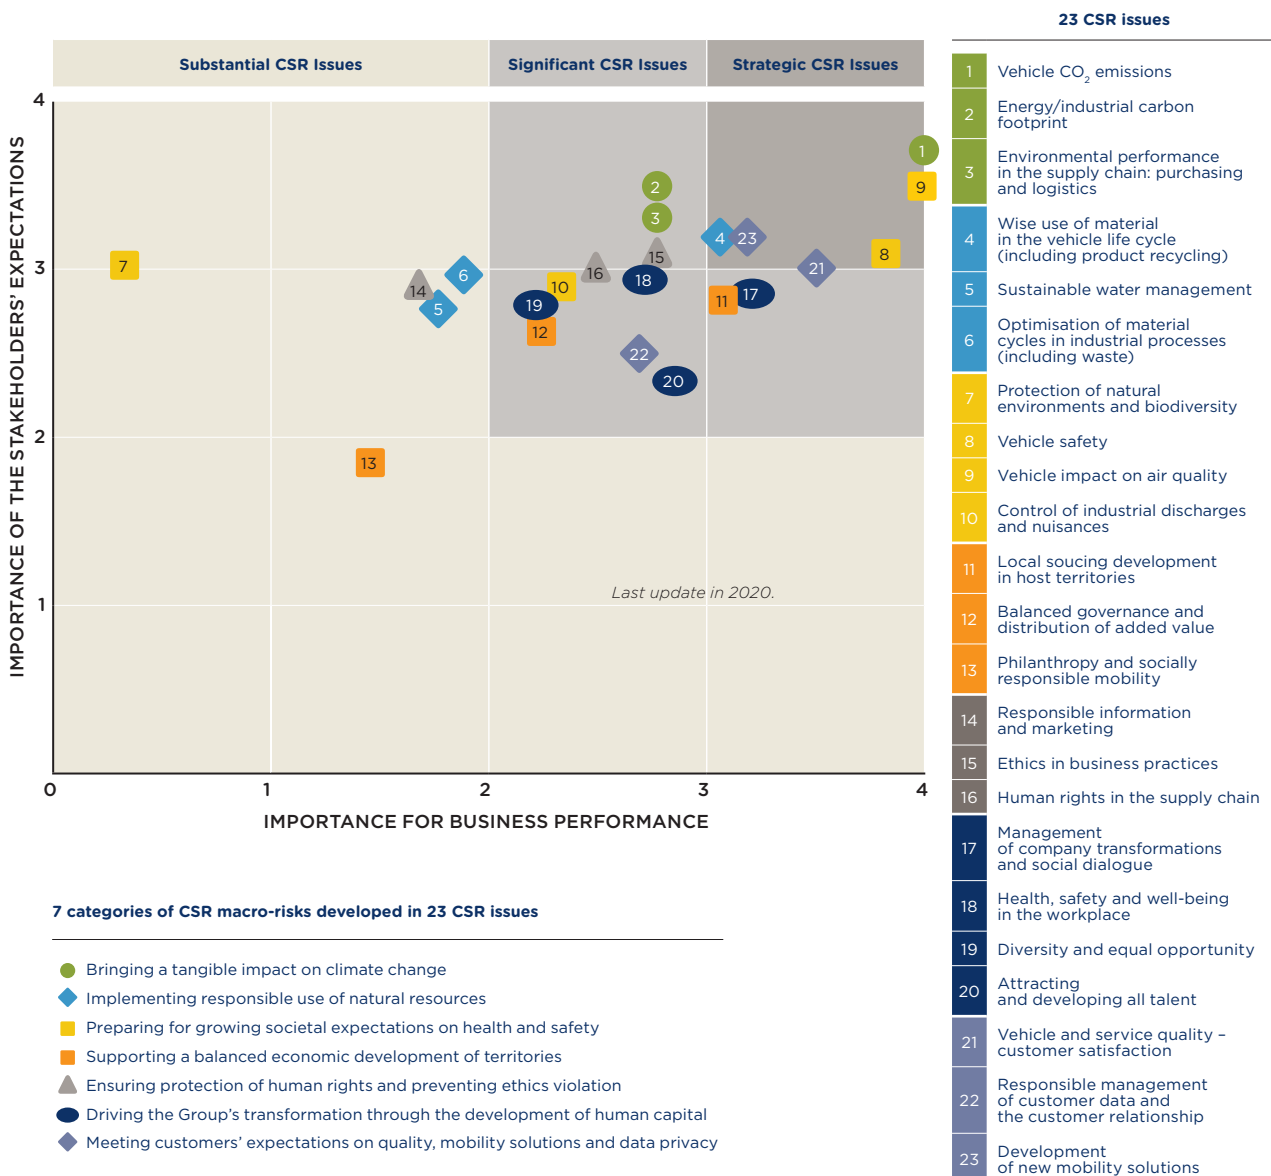 23 CSR issues
Substantial CSR Issues
Significant CSR Issues
Strategic CSR Issues
IMPORTANCE OF THE STAKEHOLDERS' EXPECTATIONS
4
3
2
1
1
2
9
3
4
23
15
8
7
6
16
21
18
14
10
17
5
19
11
12
22
20
13
Last update in 2020.
0
1
2
3
4
IMPORTANCE FOR BUSINESS PERFORMANCE
1 Vehicle CO2 emissions
2 Energy/industrial carbon
footprint
3 Environmental performance
in the supply chain: purchasing
and logistics
4 Wise use of material
in the vehicle life cycle
(including product recycling)
5 Sustainable water management
6 Optimisation of material
cycles in industrial processes
(including waste)
7 Protection of natural
environments and biodiversity
8 Vehicle safety
9 Vehicle impact on air quality
10 Control of industrial discharges
and nuisances
11 Local soucing development
in host territories
12 Balanced governance and
distribution of added value
13 Philanthropy and socially
responsible mobility
14 Responsible information
and marketing
15 Ethics in business practices
16 Human rights in the supply chain
17 Management
of company transformations
and social dialogue
18 Health, safety and well-being
in the workplace
19 Diversity and equal opportunity
20 Attracting
and developing all talent
21 Vehicle and service quality –
customer satisfaction
22 Responsible management
of customer data and
the customer relationship
23 Development
of new mobility solutions
7 categories of CSR macro-risks developed in 23 CSR issues
Bringing a tangible impact on climate change
Implementing responsible use of natural resources
Preparing for growing societal expectations on health and safety
Supporting a balanced economic development of territories
Ensuring protection of human rights and preventing ethics violation
Driving the Group's transformation through the development of human capital
Meeting customers' expectations on quality, mobility solutions and data privacy